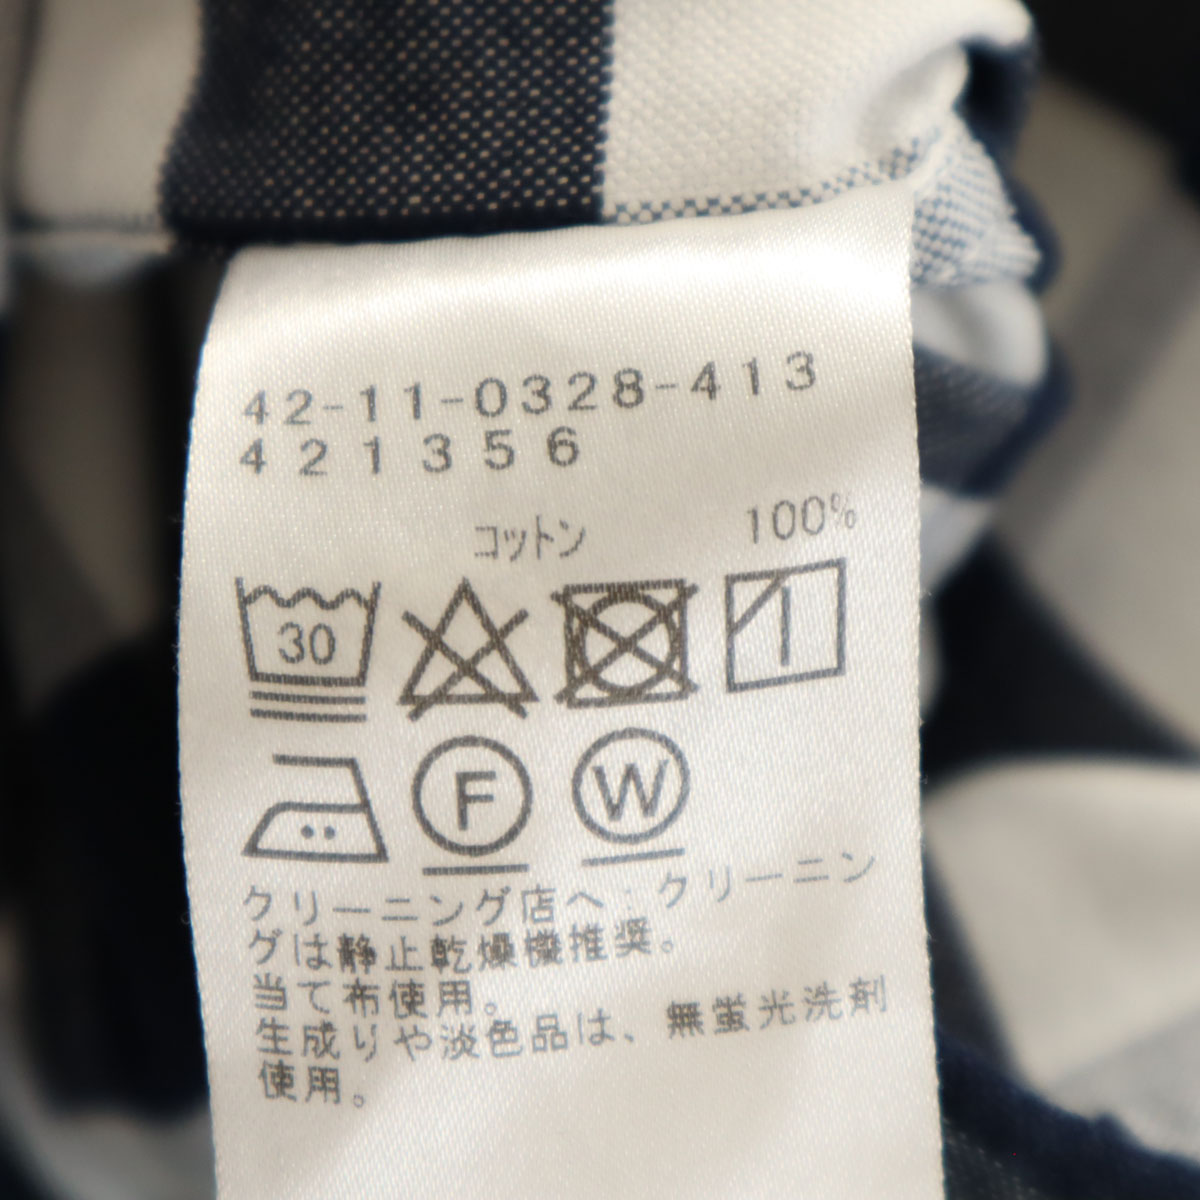 42-11-0328-413
421356
コットン 100%
30
F W
クリーニング店へ:クリーニン
グは静止乾燥機推奨。
当て布使用。
生成りや淡色品は、無蛍光洗剤
使用。